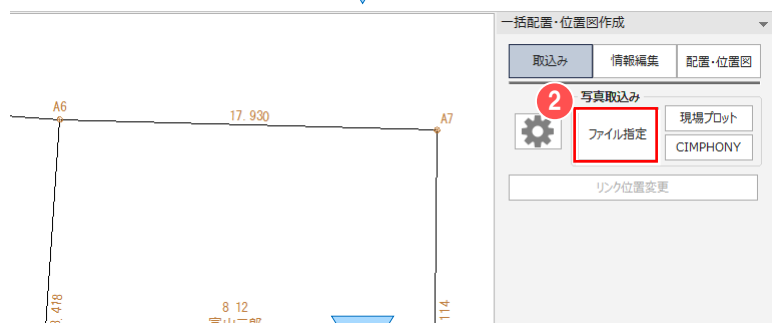 一括配置・位置図作成
取込み
情報編集
配置・位置図
2
写真取込み
ファイル指定
現場プロット
CIMPHONY
リンク位置変更
A6
17.930
A7
8 12